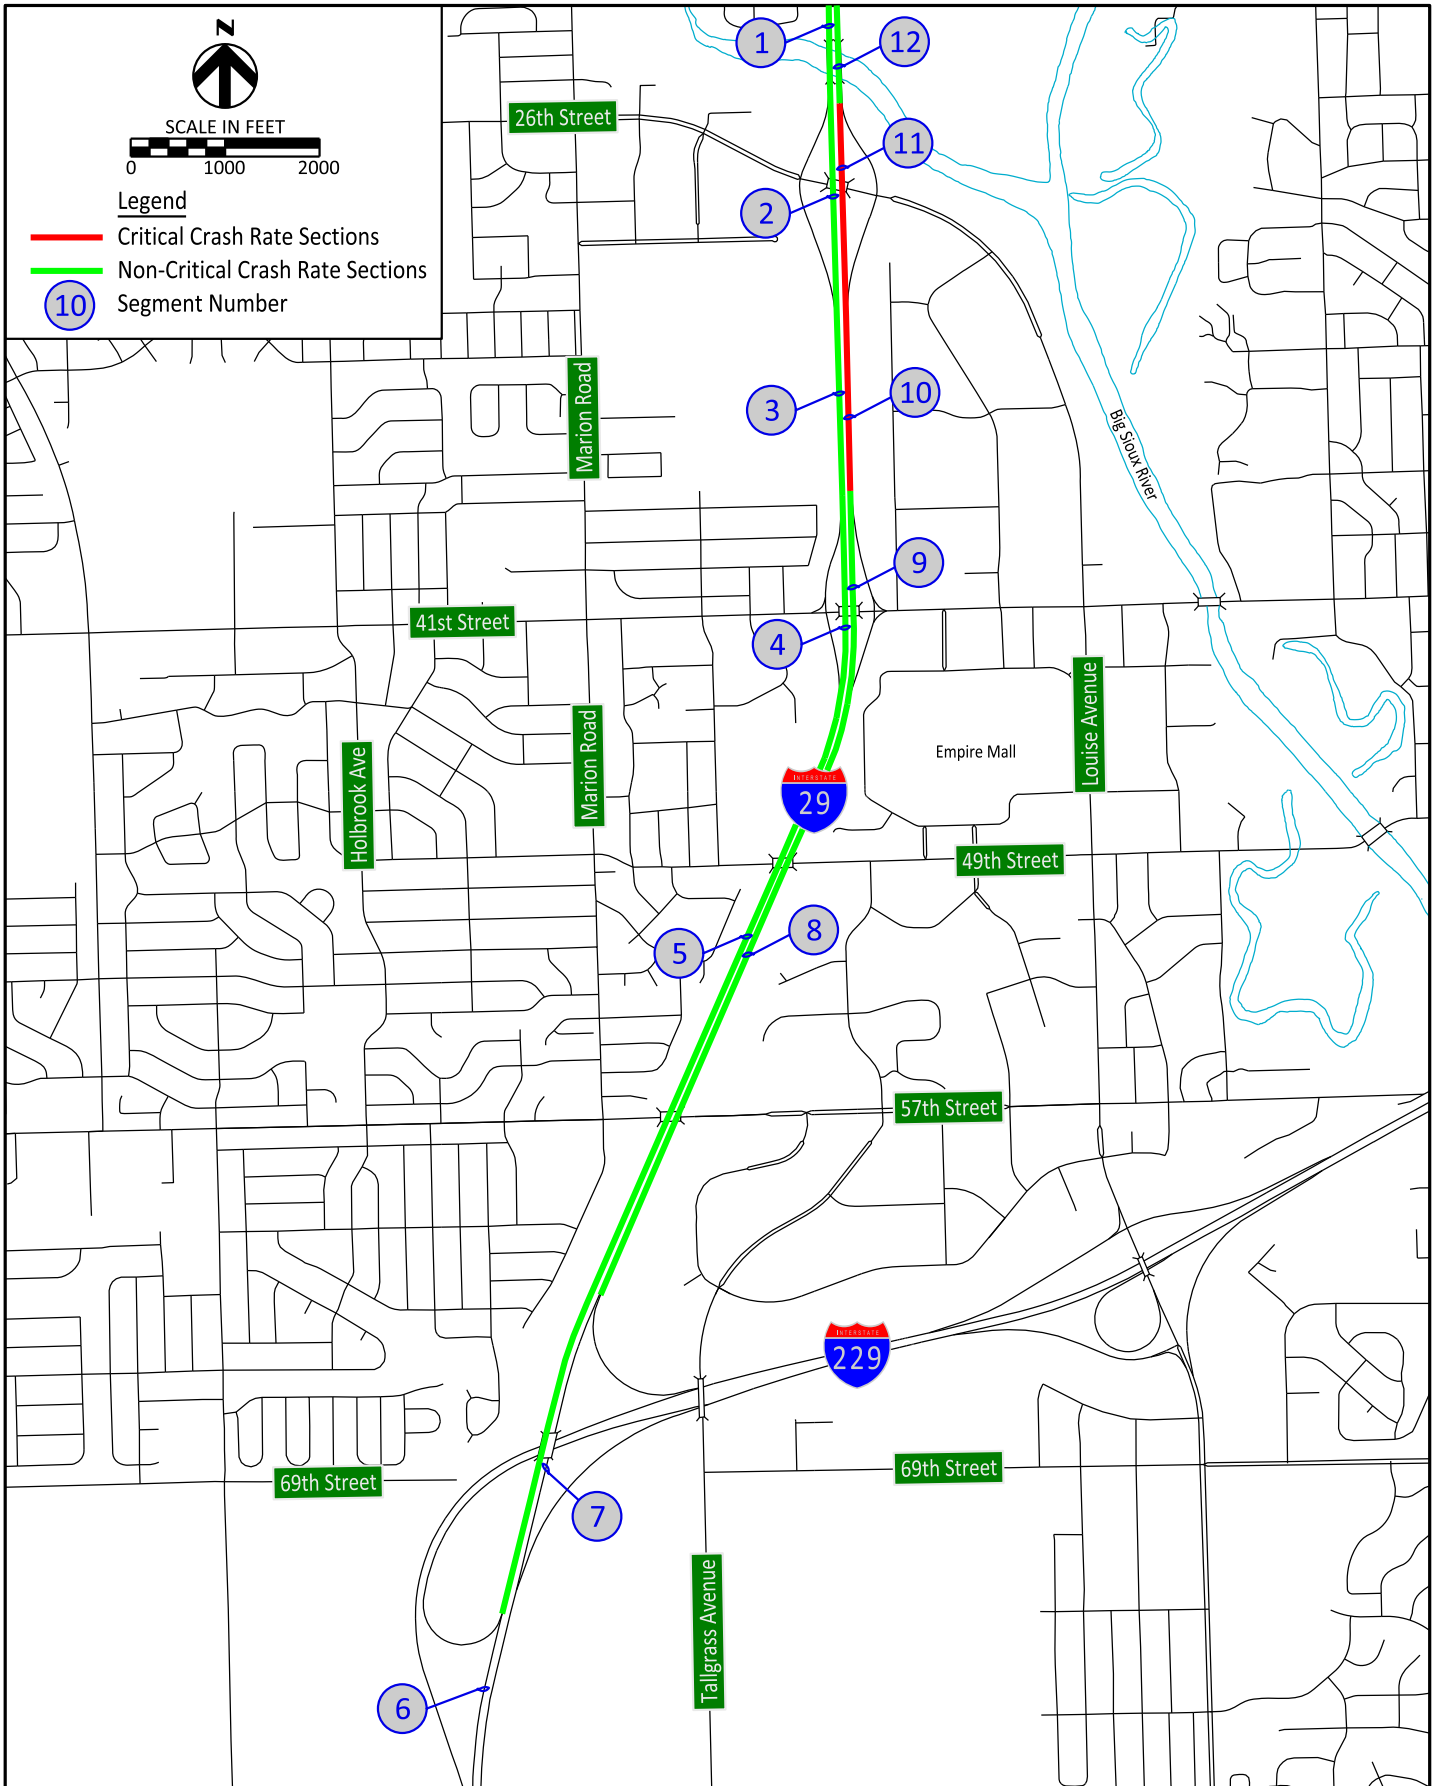 N
SCALE IN FEET
0 1000 2000
Legend
Critical Crash Rate Sections
Non-Critical Crash Rate Sections
10 Segment Number
1
12
26th Street
11
2
Marion Road
3
10
Big Sioux River
9
41st Street
4
Louise Avenue
Marion Road
Holbrook Ave
Empire Mall
INTERSTATE
29
49th Street
5
8
57th Street
INTERSTATE
229
69th Street
69th Street
7
Tallgrass Avenue
6